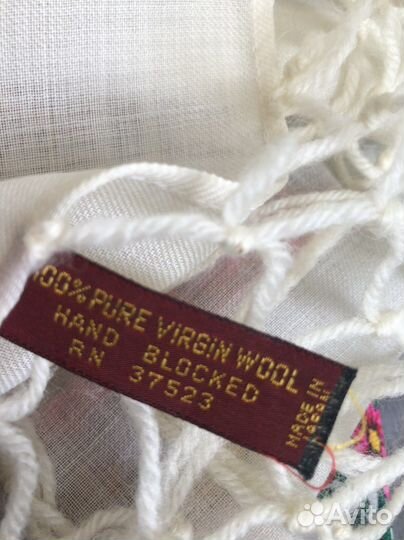 100% PURE VIRGIN WOOL
HAND BLOCKED
RN 37523
MADE IN
Avito